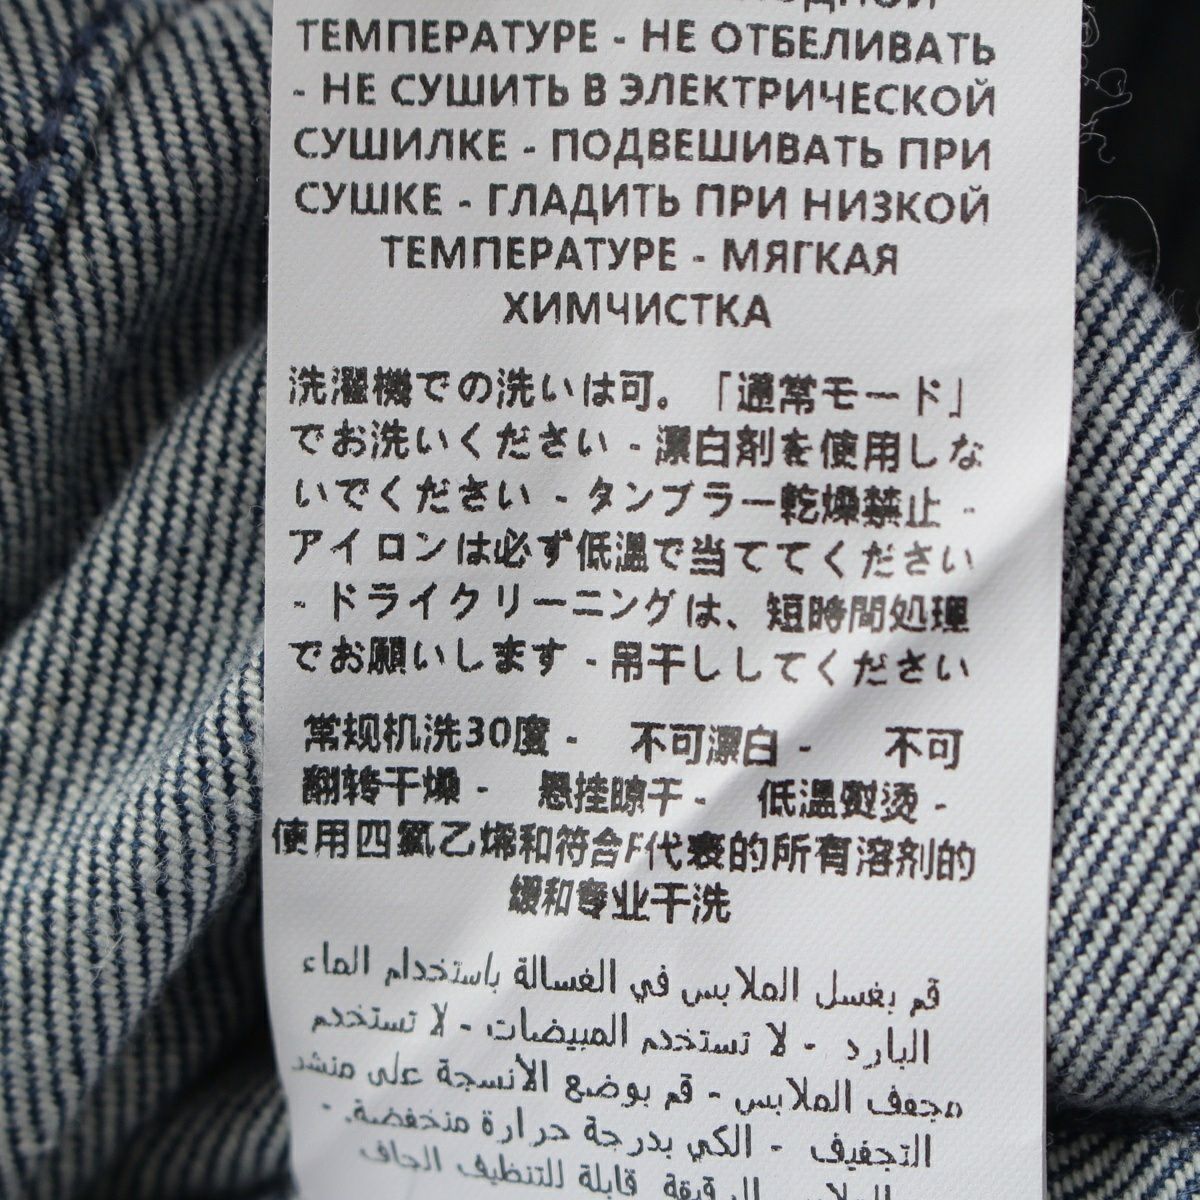 ТЕМПЕРАТУРЕ - НЕ ОТБЕЛИВАТЬ
- НЕ СУШИТЬ В ЭЛЕКТРИЧЕСКОЙ
СУШИЛКЕ - ПОДВЕШИВАТЬ ПРИ
СУШКЕ - ГЛАДИТЬ ПРИ НИЗКОЙ
ТЕМПЕРАТУРЕ - МЯГКАЯ
ХИМЧИСТКА
洗濯機での洗いは可。「通常モード」
でお洗いください - 漂白剤を使用しな
いでください - タンブラー乾燥禁止 -
アイロンは必ず低温で当ててください
- ドライクリーニングは、短時間処理
でお願いします - 吊干ししてください
常规机洗30度 - 不可漂白 - 不可
翻转干燥 - 悬挂晾干 - 低温熨烫 -
使用四氯乙烯和符合F代表的所有溶剂的
缓和专业干洗
قم بغسل الملابس في الغسالة باستخدام الماء
البارد - لا تستخدم المبيضات - لا تستخدم
مجفف الملابس - قم بوضع الأنسجة على منشر
التجفيف - الكي بدرجة حرارة منخفضة. -
الملابس الرقيقة قابلة للتنظيف الجاف